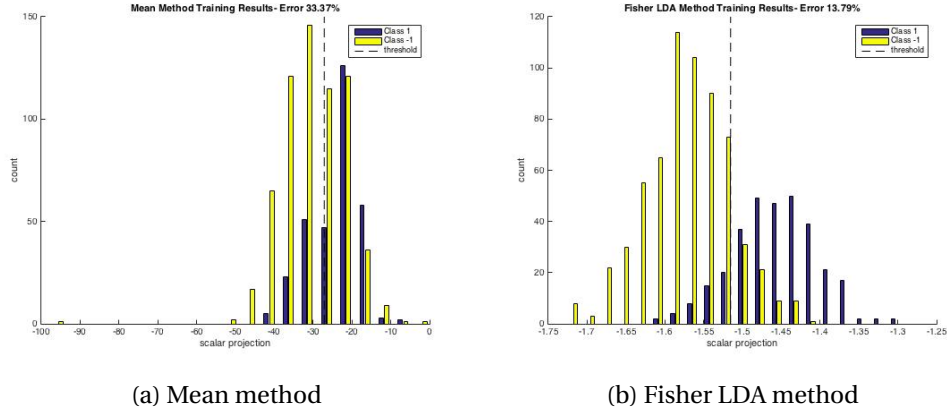 Mean Method Training Results- Error 33.37%
150
100
50
0
count
-100 -90 -80 -70 -60 -50 -40 -30 -20 -10 0
scalar projection
Class 1
Class -1
threshold
(a) Mean method
Fisher LDA Method Training Results- Error 13.79%
120
100
80
60
40
20
0
count
-1.75 -1.7 -1.65 -1.6 -1.55 -1.5 -1.45 -1.4 -1.35 -1.3 -1.25
scalar projection
Class 1
Class -1
threshold
(b) Fisher LDA method